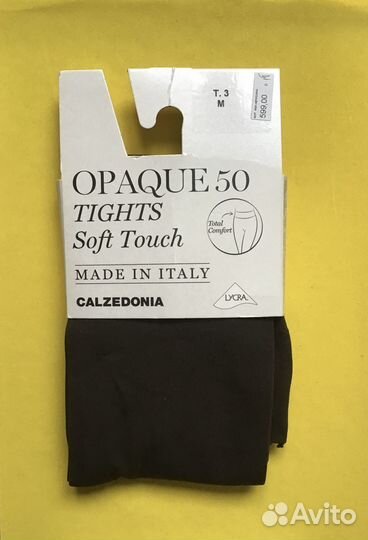 T. 3
M
599,00
OPAQUE 50
TIGHTS
Soft Touch
Total
Comfort
MADE IN ITALY
CALZEDONIA
LYCRA
Avito